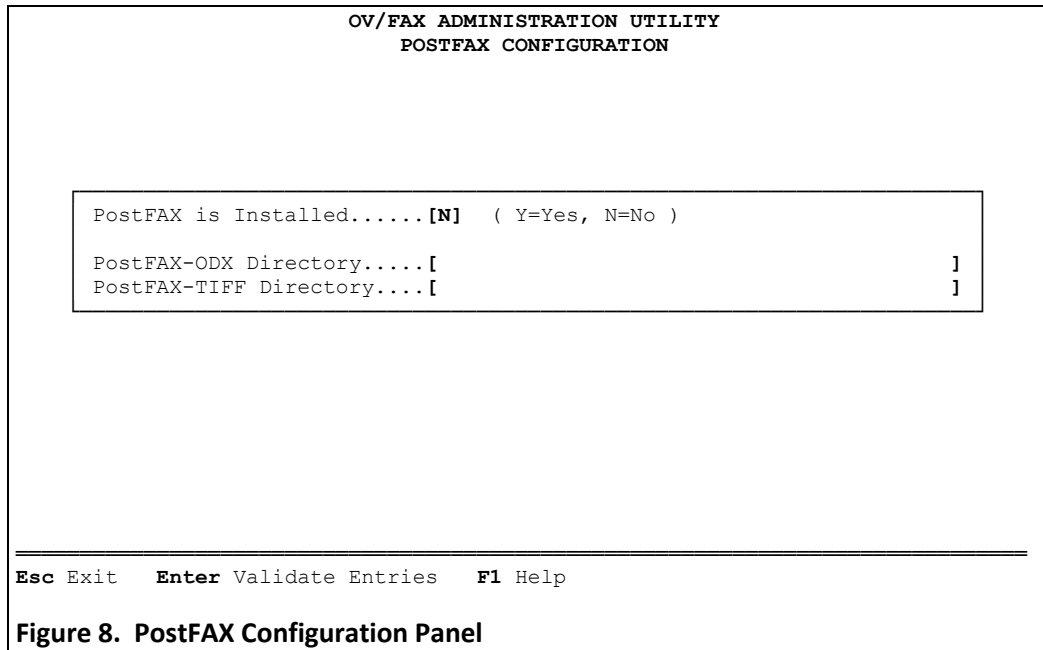 OV/FAX ADMINISTRATION UTILITY
POSTFAX CONFIGURATION
PostFAX is Installed......[N] ( Y=Yes, N=No )
PostFAX-ODX Directory.....[ ]
PostFAX-TIFF Directory....[ ]
Esc Exit Enter Validate Entries F1 Help
Figure 8. PostFAX Configuration Panel